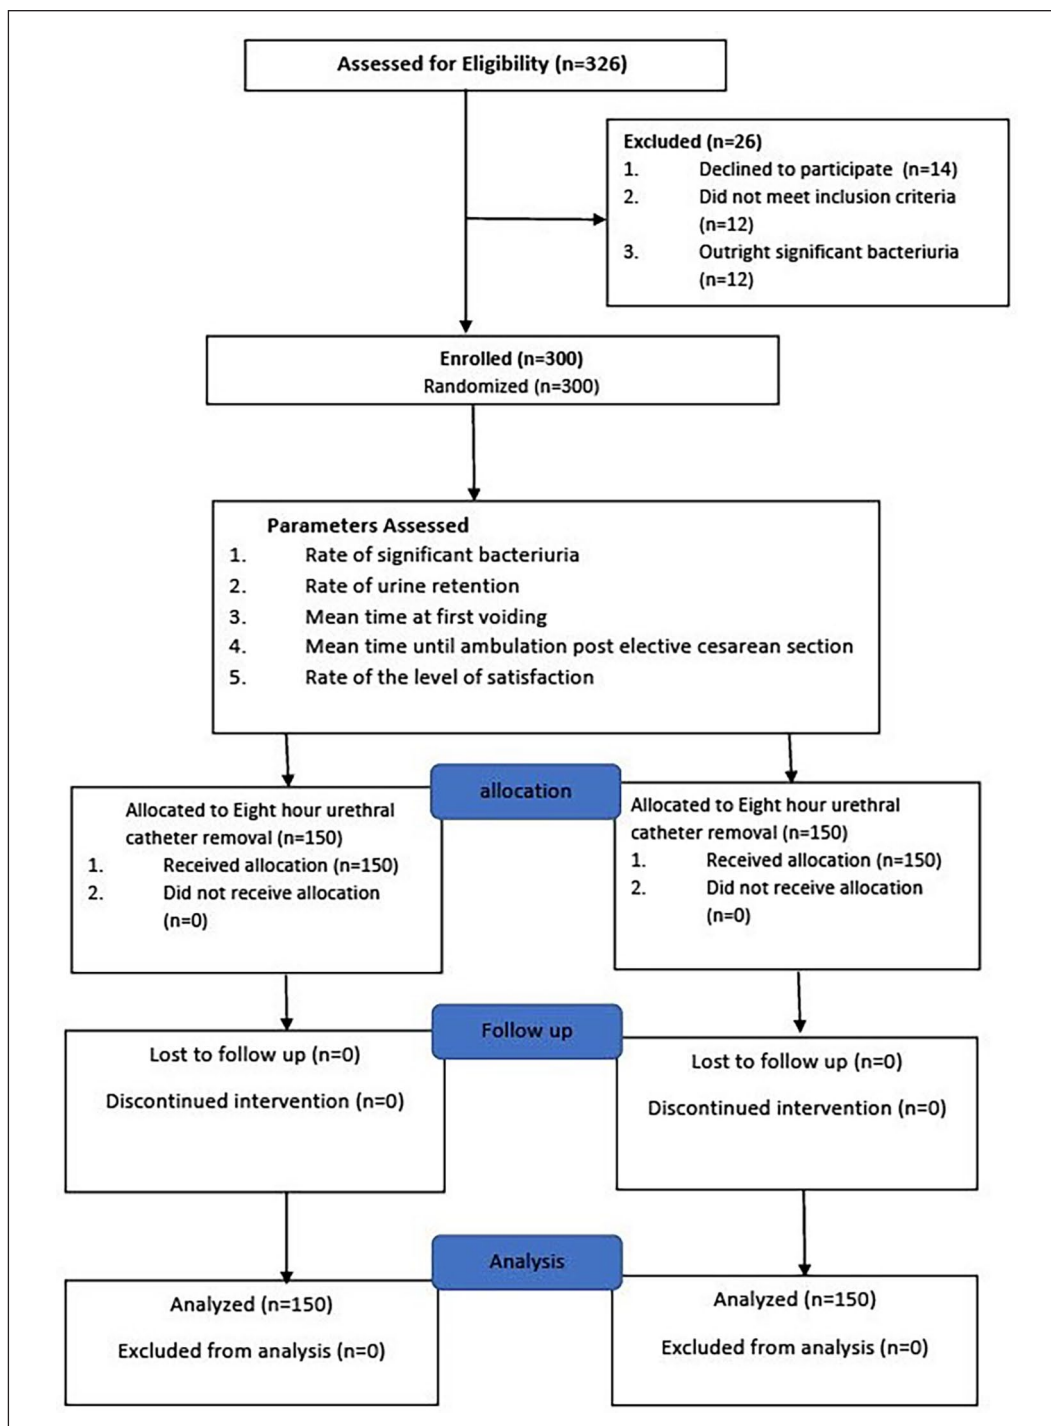 Assessed for Eligibility (n=326)
Excluded (n=26)
1. Declined to participate (n=14)
2. Did not meet inclusion criteria
(n=12)
3. Outright significant bacteriuria
(n=12)
Enrolled (n=300)
Randomized (n=300)
Parameters Assessed
1. Rate of significant bacteriuria
2. Rate of urine retention
3. Mean time at first voiding
4. Mean time until ambulation post elective cesarean section
5. Rate of the level of satisfaction
allocation
Allocated to Eight hour urethral
catheter removal (n=150)
1. Received allocation (n=150)
2. Did not receive allocation
(n=0)
Allocated to Eight hour urethral
catheter removal (n=150)
1. Received allocation (n=150)
2. Did not receive allocation
(n=0)
Follow up
Lost to follow up (n=0)
Discontinued intervention (n=0)
Lost to follow up (n=0)
Discontinued intervention (n=0)
Analysis
Analyzed (n=150)
Excluded from analysis (n=0)
Analyzed (n=150)
Excluded from analysis (n=0)